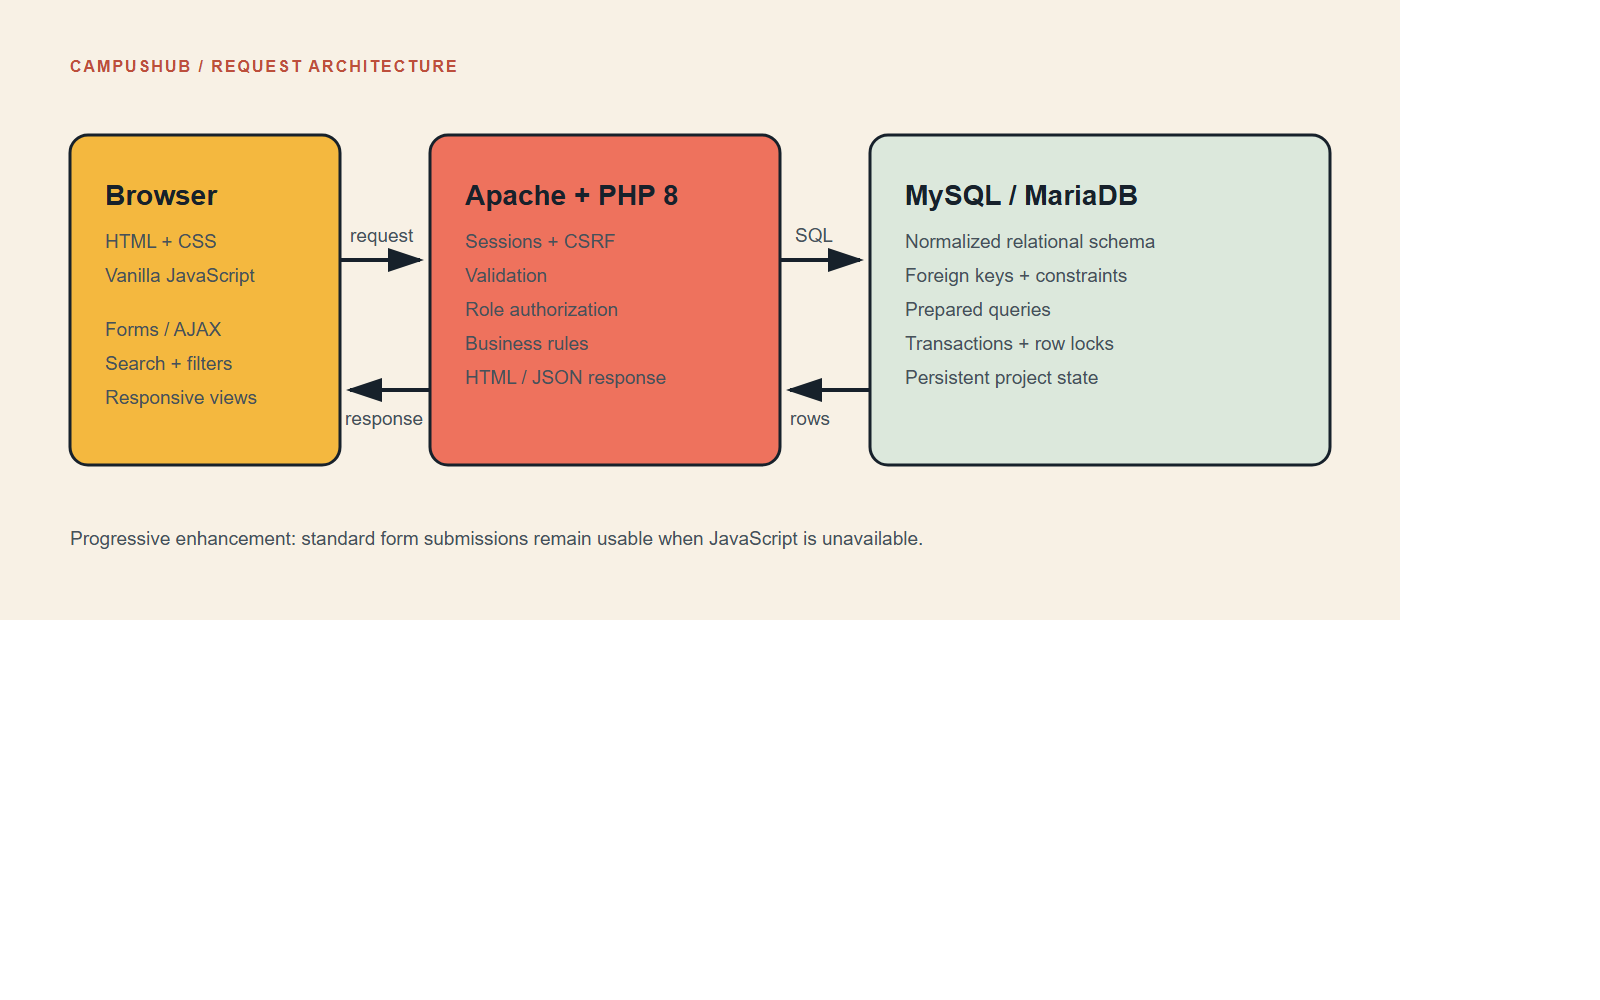 CAMPUSHUB / REQUEST ARCHITECTURE
Browser
HTML + CSS
Vanilla JavaScript
Forms / AJAX
Search + filters
Responsive views
request
response
Apache + PHP 8
Sessions + CSRF
Validation
Role authorization
Business rules
HTML / JSON response
SQL
rows
MySQL / MariaDB
Normalized relational schema
Foreign keys + constraints
Prepared queries
Transactions + row locks
Persistent project state
Progressive enhancement: standard form submissions remain usable when JavaScript is unavailable.